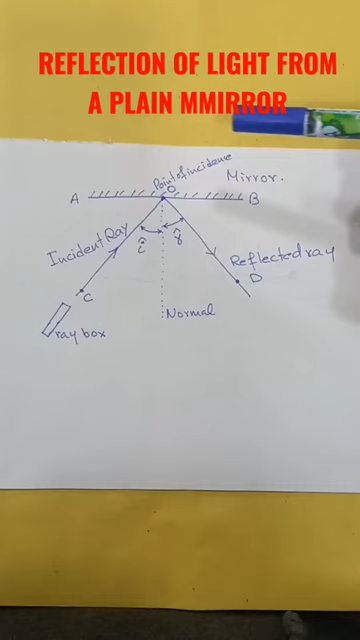 REFLECTION OF LIGHT FROM
A PLAIN MMIRROR
Point of incidence
O
Mirror.
A
B
Incident Ray
î
r̂
Reflected ray
D
C
Normal
ray box